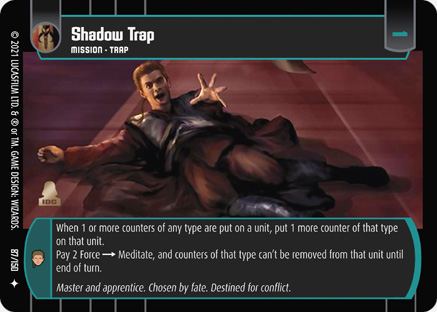 Shadow Trap
MISSION - TRAP
© 2021 LUCASFILM LTD. & ® or TM. GAME DESIGN: WIZARDS.
87/150
IDC
When 1 or more counters of any type are put on a unit, put 1 more counter of that type
on that unit.
Pay 2 Force → Meditate, and counters of that type can't be removed from that unit until
end of turn.
Master and apprentice. Chosen by fate. Destined for conflict.